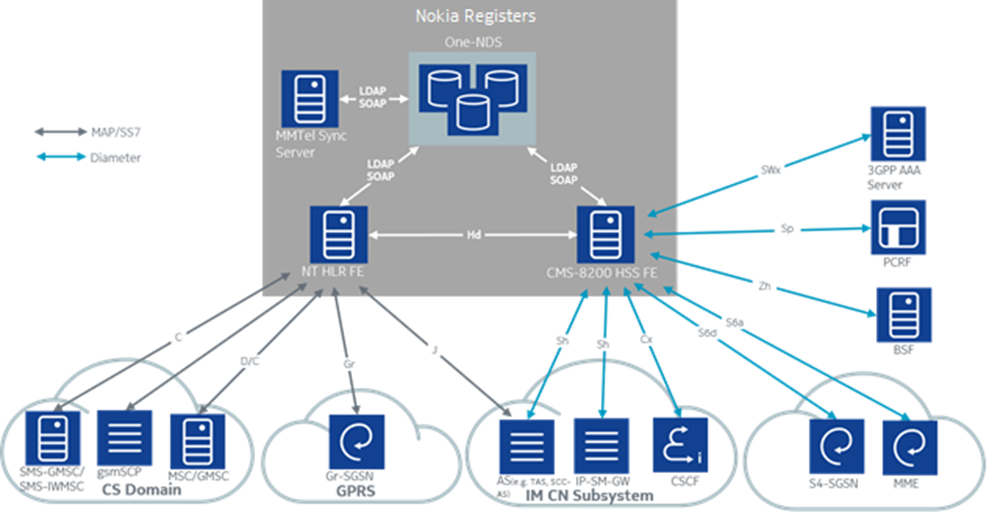 Nokia Registers
One-NDS
LDAP
SOAP
MMTel Sync
Server
MAP/SS7
Diameter
LDAP
SOAP
LDAP
SOAP
SWx
3GPP AAA
Server
Hd
Sp
PCRF
NT HLR FE
CMS-8200 HSS FE
Zh
BSF
C
D/C
Gr
J
Sh
Sh
Cx
S6d
S6a
SMS-GMSC/
SMS-IWMSC
gsmSCP
MSC/GMSC
CS Domain
Gr-SGSN
GPRS
AS(e.g. TAS, SCC-
AS)
IP-SM-GW
CSCF
IM CN Subsystem
S4-SGSN
MME